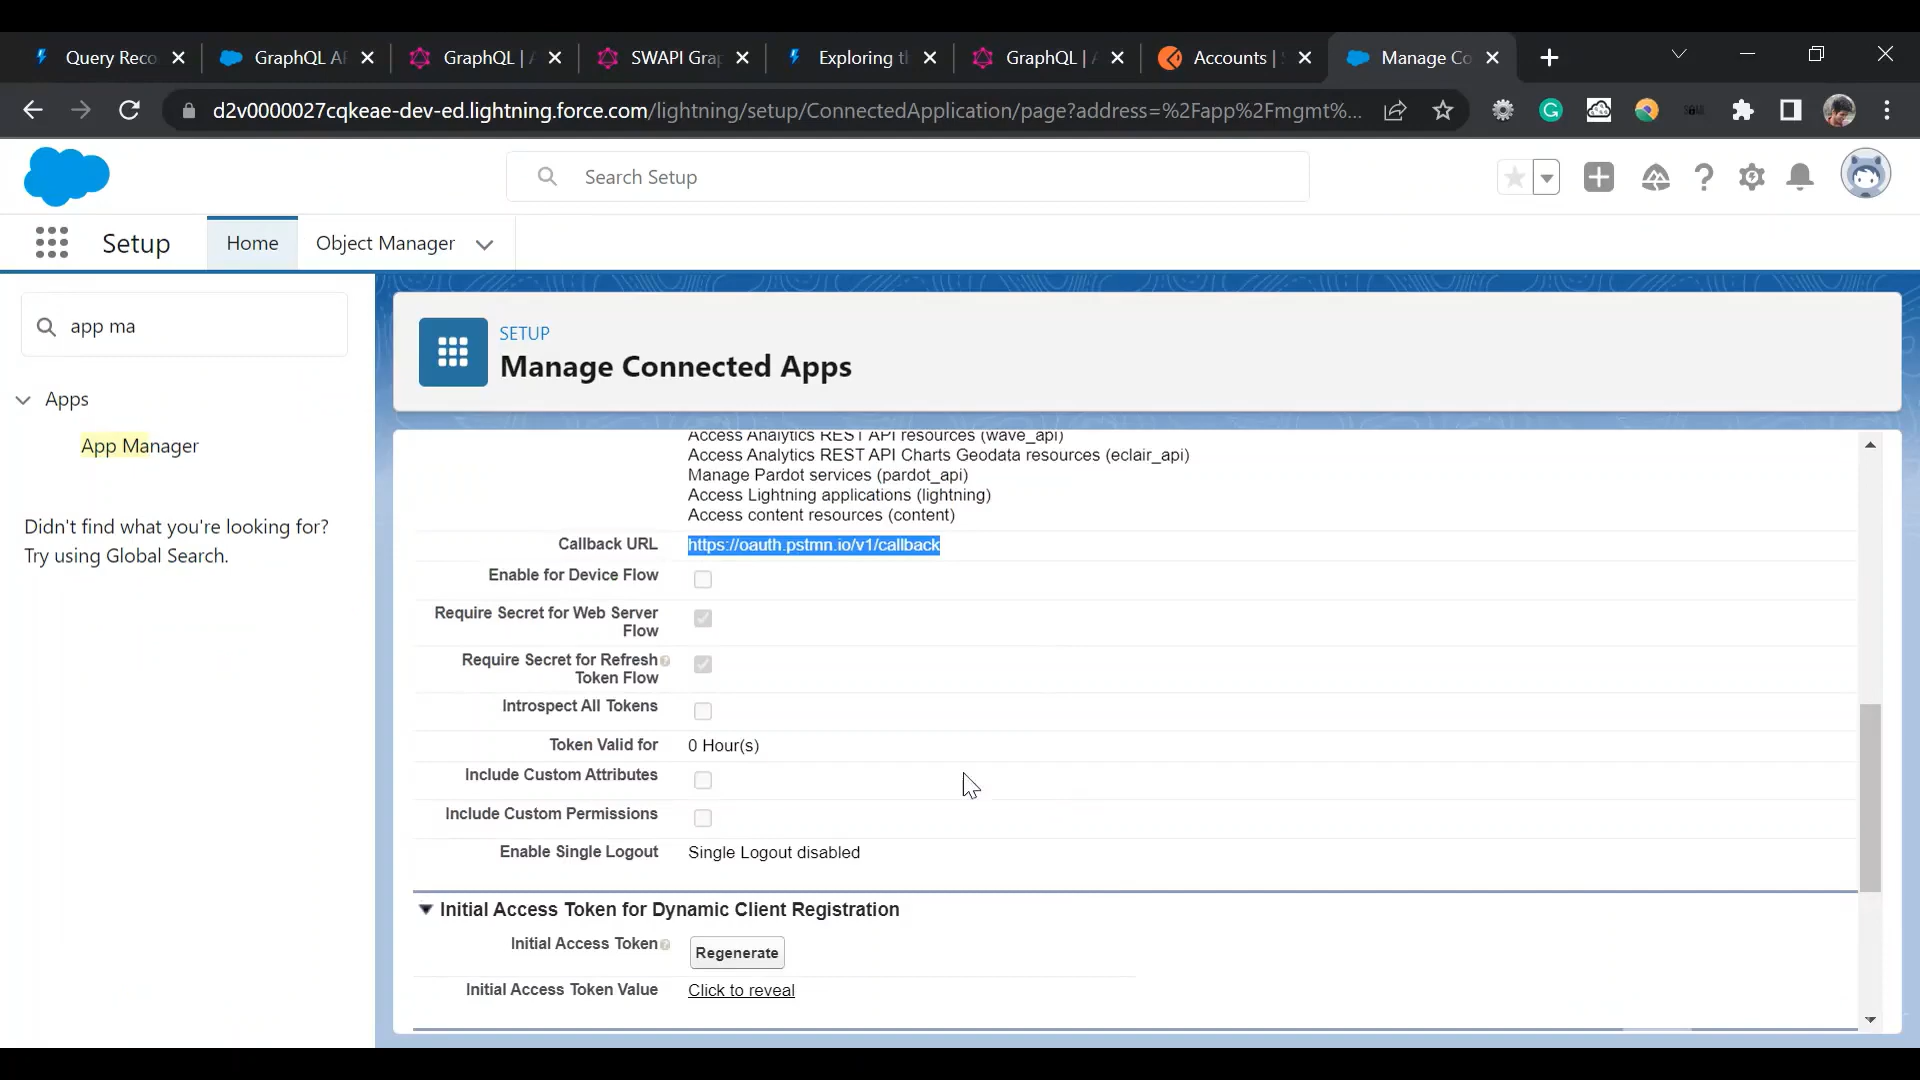 Query Reco
GraphQL AP
GraphQL | A
SWAPI Grap
Exploring th
GraphQL | A
Accounts |
Manage Co
d2v0000027cqkeae-dev-ed.lightning.force.com/lightning/setup/ConnectedApplication/page?address=%2Fapp%2Fmgmt%...
Search Setup
Setup
Home
Object Manager
app ma
Apps
App Manager
Didn't find what you're looking for?
Try using Global Search.
SETUP
Manage Connected Apps
Access Analytics REST API resources (wave_api)
Access Analytics REST API Charts Geodata resources (eclair_api)
Manage Pardot services (pardot_api)
Access Lightning applications (lightning)
Access content resources (content)
Callback URL https://oauth.pstmn.io/v1/callback
Enable for Device Flow
Require Secret for Web Server
Flow
Require Secret for Refresh
Token Flow
Introspect All Tokens
Token Valid for 0 Hour(s)
Include Custom Attributes
Include Custom Permissions
Enable Single Logout Single Logout disabled
Initial Access Token for Dynamic Client Registration
Initial Access Token Regenerate
Initial Access Token Value Click to reveal